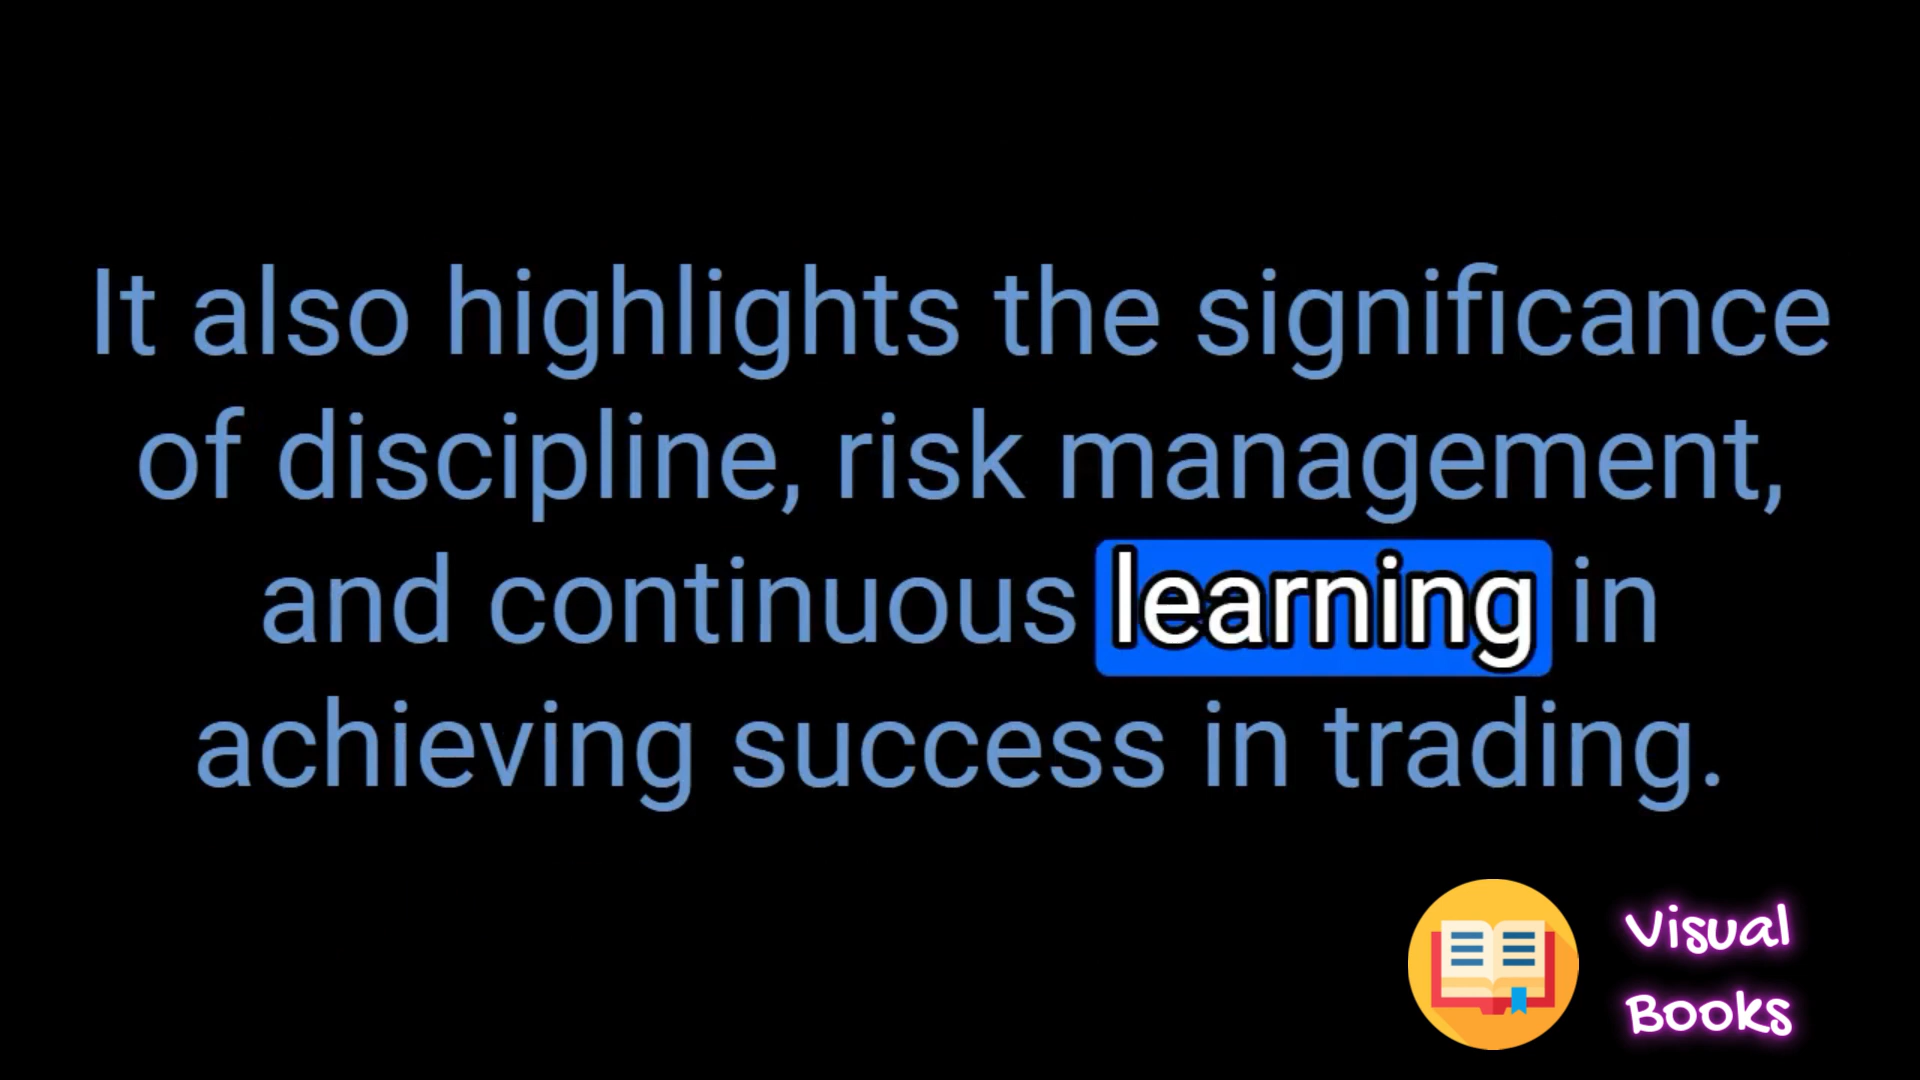 It also highlights the significance
of discipline, risk management,
and continuous learning in
achieving success in trading.
Visual
Books